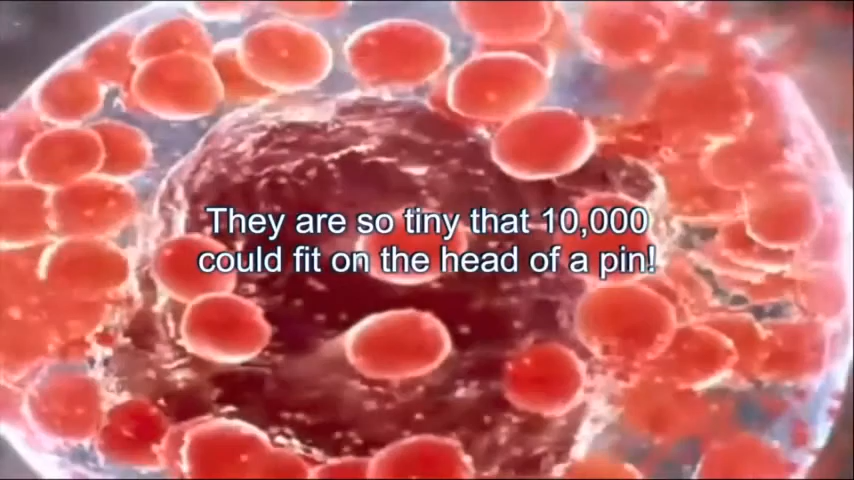 They are so tiny that 10,000
could fit on the head of a pin!